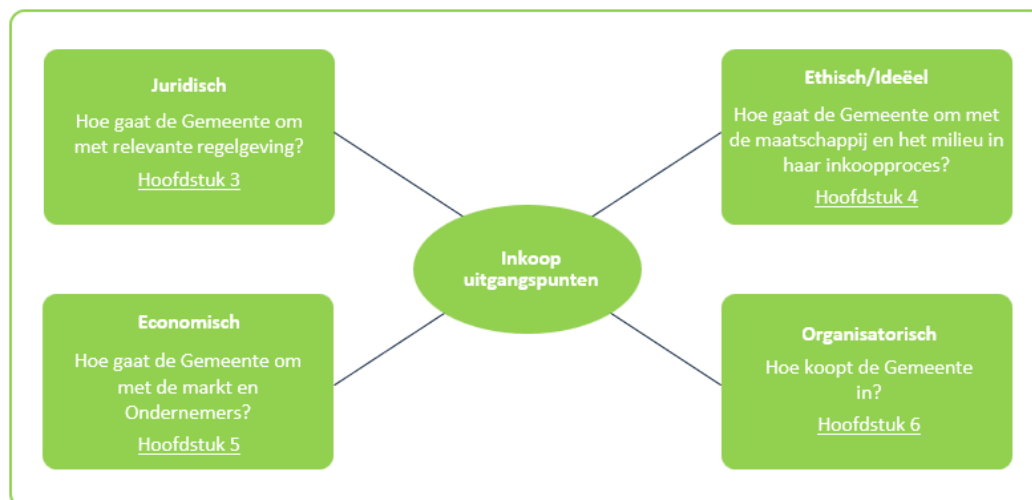 Juridisch
Hoe gaat de Gemeente om
met relevante regelgeving?
Hoofdstuk 3
Ethisch/Ideëel
Hoe gaat de Gemeente om met
de maatschappij en het milieu in
haar inkoopproces?
Hoofdstuk 4
Inkoop
uitgangspunten
Economisch
Hoe gaat de Gemeente om
met de markt en
Ondernemers?
Hoofdstuk 5
Organisatorisch
Hoe koopt de Gemeente
in?
Hoofdstuk 6